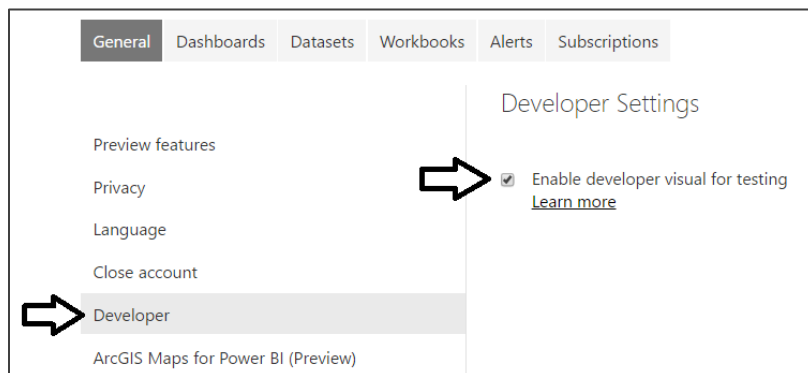 General Dashboards Datasets Workbooks Alerts Subscriptions
Developer Settings
Preview features
Privacy
Enable developer visual for testing
Learn more
Language
Close account
Developer
ArcGIS Maps for Power BI (Preview)